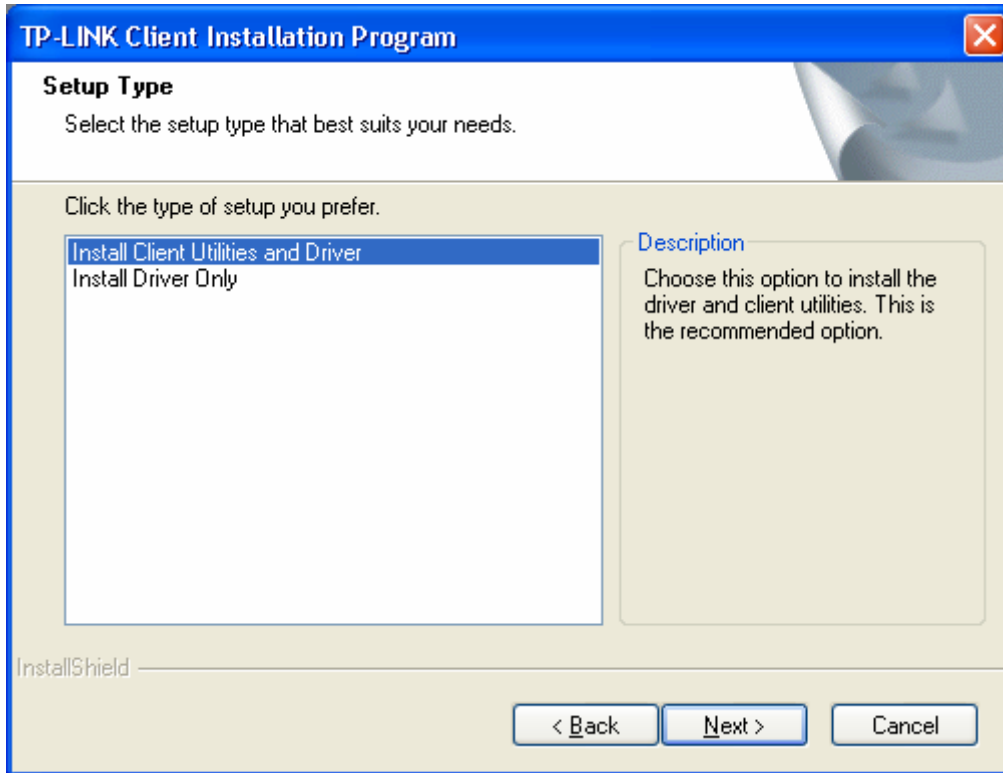 TP-LINK Client Installation Program
Setup Type
Select the setup type that best suits your needs.
Click the type of setup you prefer.
Install Client Utilities and Driver
Install Driver Only
Description
Choose this option to install the
driver and client utilities. This is
the recommended option.
InstallShield
< Back
Next >
Cancel